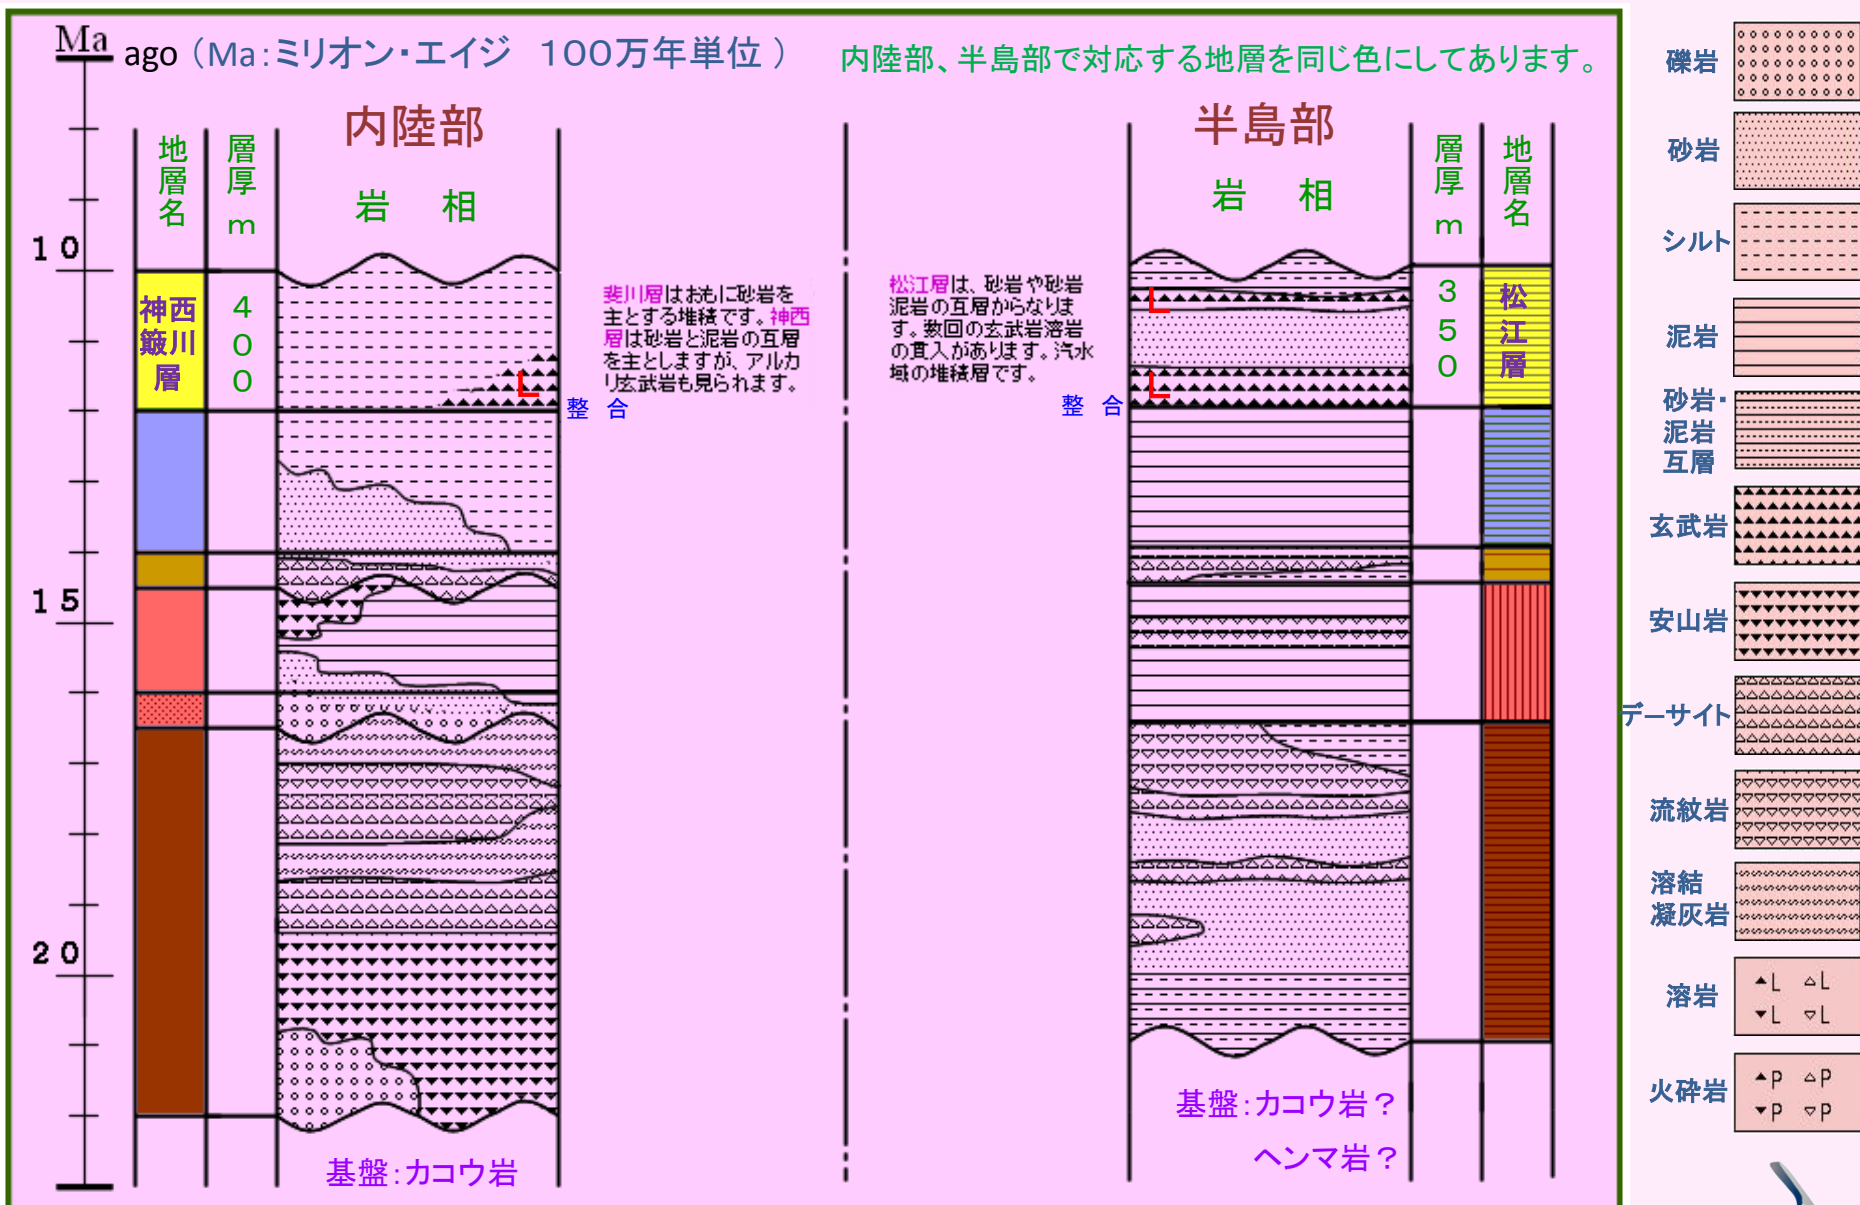 Ma ago（Ma：ミリオン・エイジ　１００万年単位 ）
内陸部、半島部で対応する地層を同じ色にしてあります。
内陸部
半島部
地層名
層厚ｍ
岩　相
岩　相
層厚ｍ
地層名
10
15
20
神西
簸川
層
400
斐川層はおもに砂岩を
主とする堆積です。神西
層は砂岩と泥岩の互層
を主としますが、アルカ
リ玄武岩も見られます。
L
整 合
松江層は、砂岩や砂岩
泥岩の互層からなりま
す。数回の玄武岩溶岩
の貫入があります。汽水
域の堆積層です。
L
L
整 合
350
松江層
基盤：カコウ岩
基盤：カコウ岩？
ヘンマ岩？
礫岩
砂岩
シルト
泥岩
砂岩・
泥岩
互層
玄武岩
安山岩
デーサイト
流紋岩
溶結
凝灰岩
溶岩
▲L △L
▼L ▽L
火砕岩
▲P △P
▼P ▽P